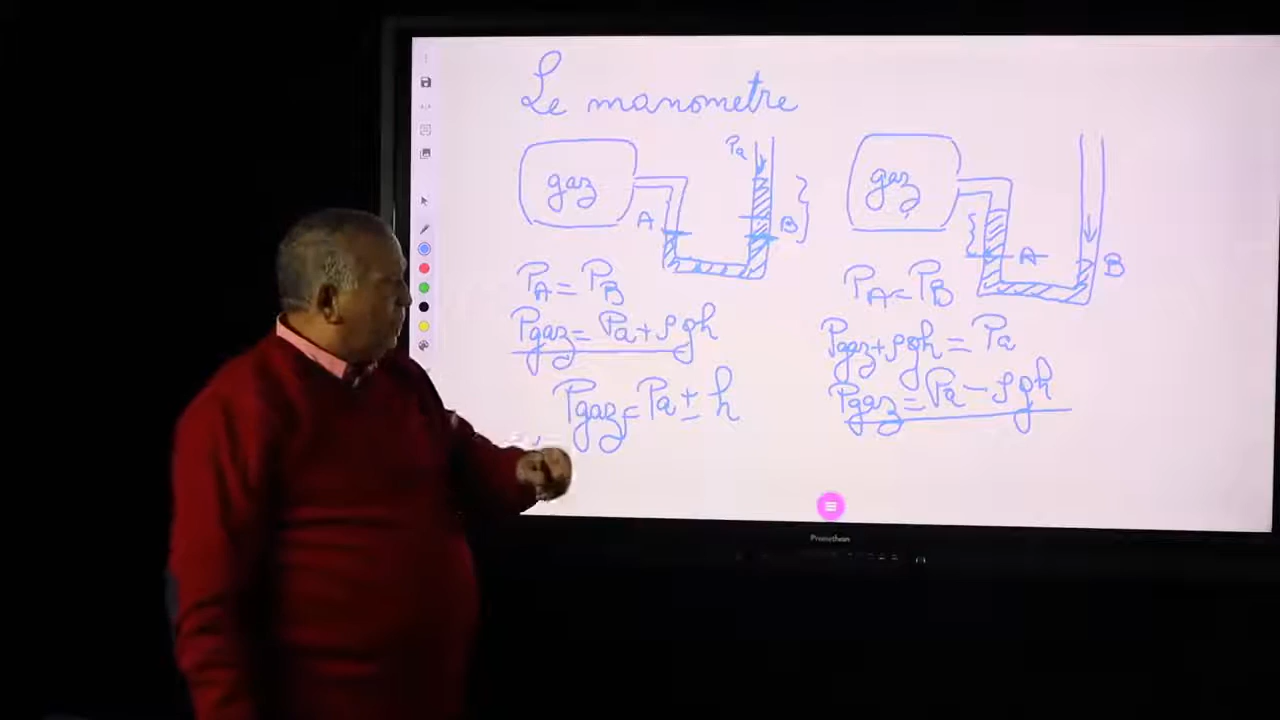 Le manometre
gaz
Pa
A
B
PA = PB
Pgaz = Pa + ρgh
Pgaz = Pa ± h
gaz
A
B
PA = PB
Pgaz + ρgh = Pa
Pgaz = Pa - ρgh
Promethean